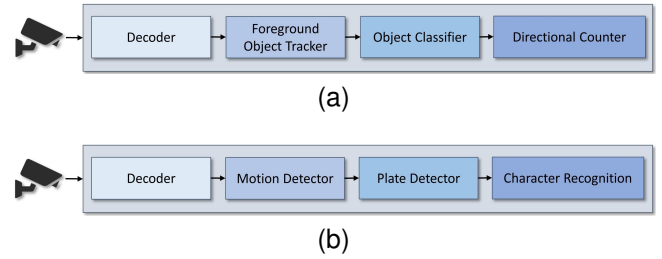 Decoder
Foreground
Object Tracker
Object Classifier
Directional Counter
(a)
Decoder
Motion Detector
Plate Detector
Character Recognition
(b)